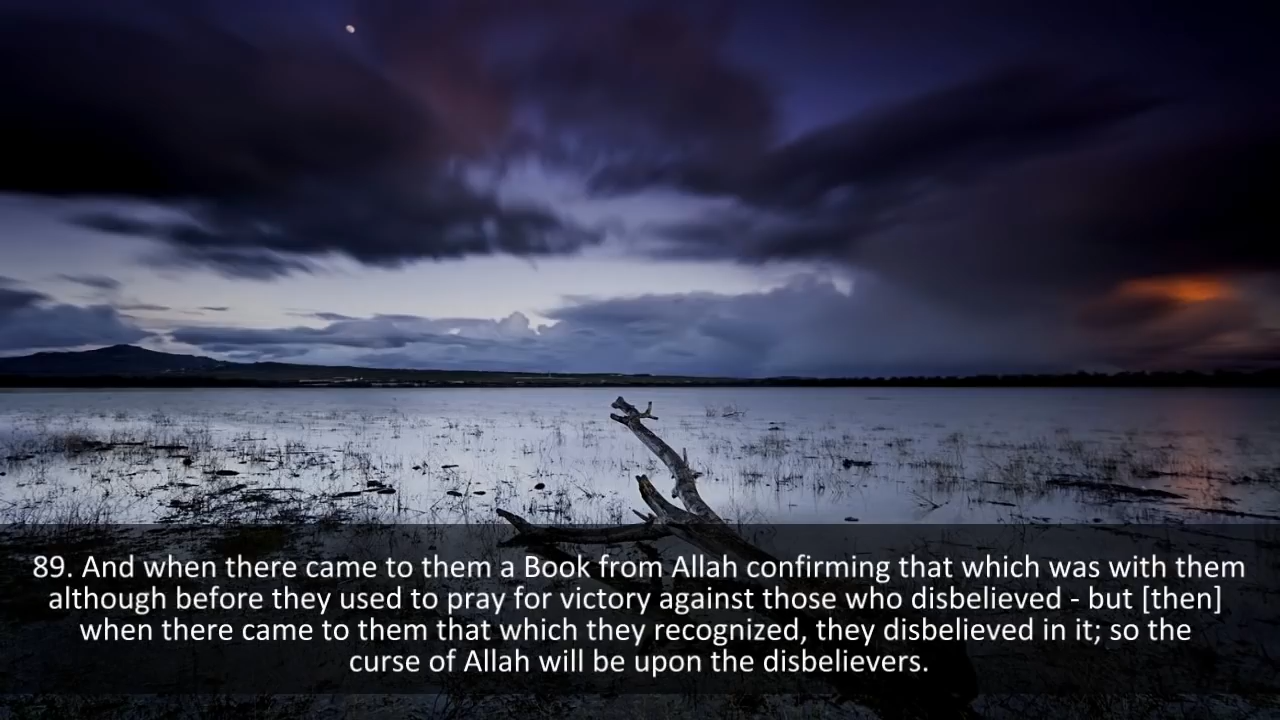 89. And when there came to them a Book from Allah confirming that which was with them
although before they used to pray for victory against those who disbelieved - but [then]
when there came to them that which they recognized, they disbelieved in it; so the
curse of Allah will be upon the disbelievers.